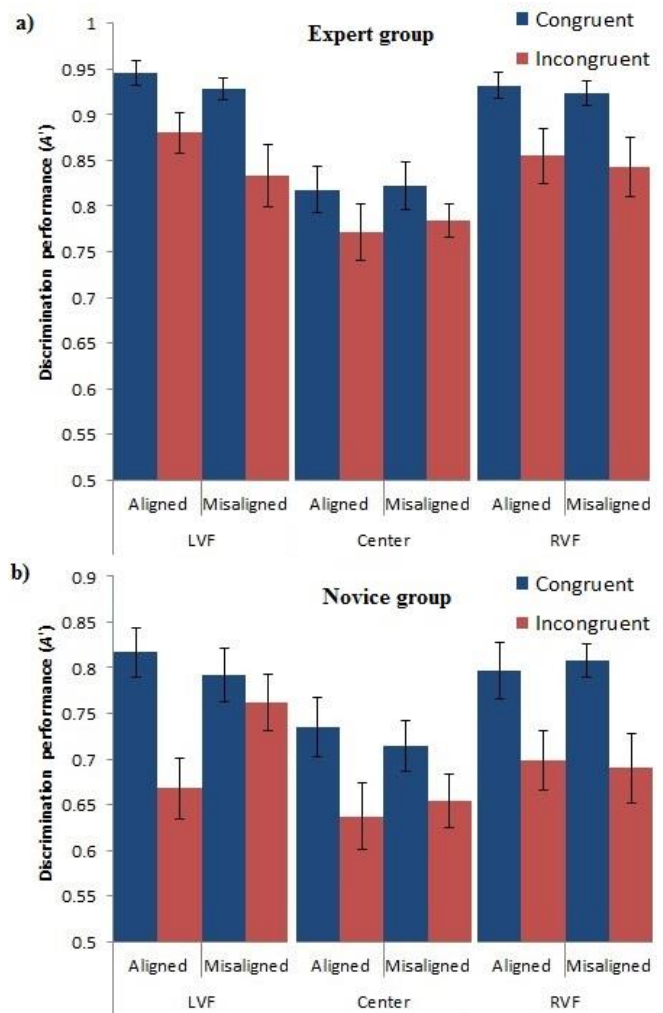 a)
Expert group
Congruent
Incongruent
Discrimination performance (A')
1
0.95
0.9
0.85
0.8
0.75
0.7
0.65
0.6
0.55
0.5
Aligned Misaligned Aligned Misaligned Aligned Misaligned
LVF Center RVF
b)
Novice group
Congruent
Incongruent
Discrimination performance (A')
0.9
0.85
0.8
0.75
0.7
0.65
0.6
0.55
0.5
Aligned Misaligned Aligned Misaligned Aligned Misaligned
LVF Center RVF